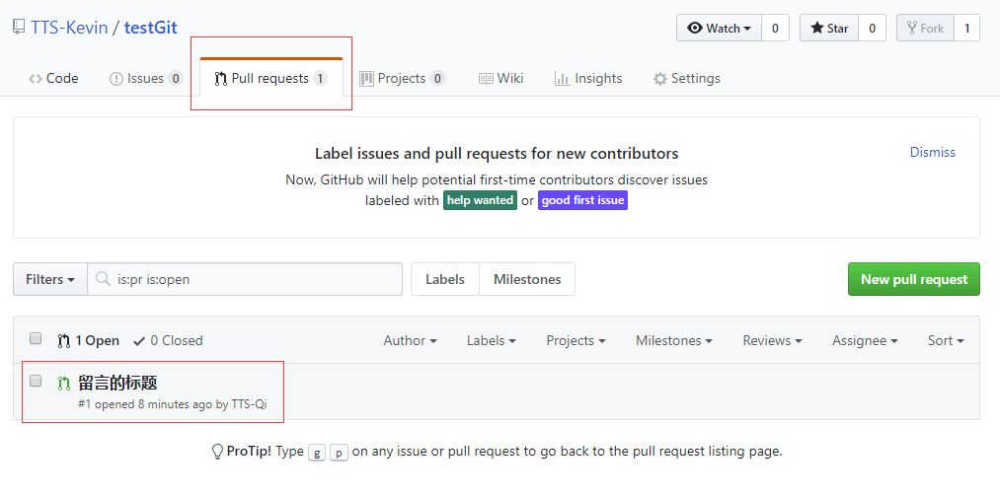 TTS-Kevin / testGit
Watch 0 Star 0 Fork 1
Code Issues 0 Pull requests 1 Projects 0 Wiki Insights Settings
Label issues and pull requests for new contributors
Dismiss
Now, GitHub will help potential first-time contributors discover issues
labeled with help wanted or good first issue
Filters is:pr is:open Labels Milestones New pull request
1 Open 0 Closed Author Labels Projects Milestones Reviews Assignee Sort
留言的标题
#1 opened 8 minutes ago by TTS-Qi
ProTip! Type g p on any issue or pull request to go back to the pull request listing page.